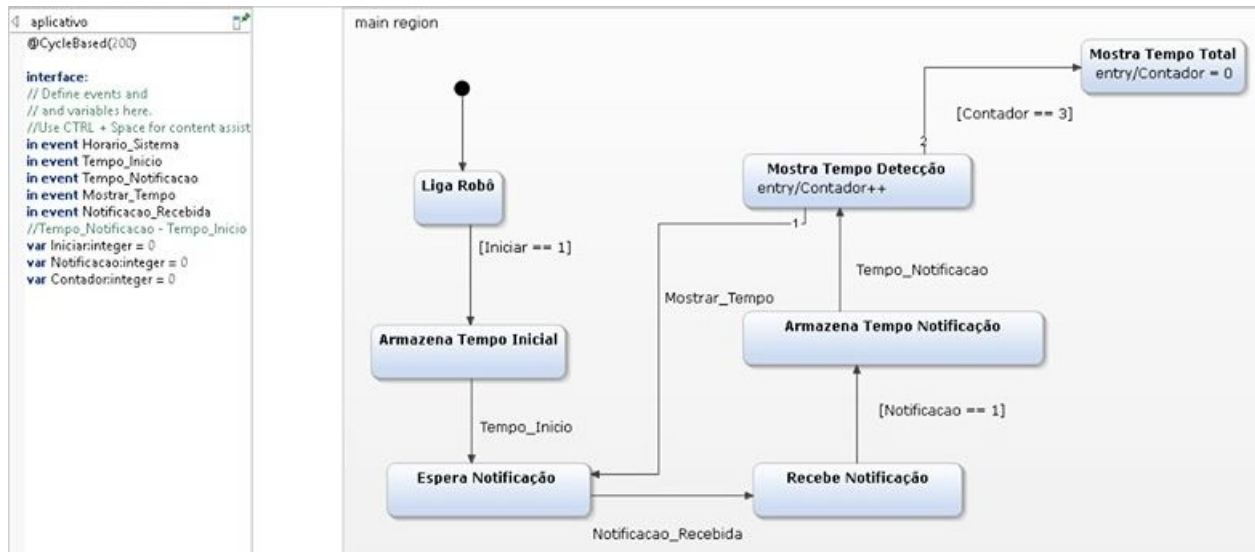 aplicativo
@CycleBased(200)
interface:
// Define events and
// and variables here.
//Use CTRL + Space for content assist
in event Horario_Sistema
in event Tempo_Inicio
in event Tempo_Notificacao
in event Mostrar_Tempo
in event Notificacao_Recebida
//Tempo_Notificacao - Tempo_Inicio
var Iniciar:integer = 0
var Notificacao:integer = 0
var Contador:integer = 0
main region
Mostra Tempo Total
entry/Contador = 0
[Contador == 3]
2
Mostra Tempo Detecção
entry/Contador++
1
Liga Robô
[Iniciar == 1]
Tempo_Notificacao
Mostrar_Tempo
Armazena Tempo Inicial
Armazena Tempo Notificação
[Notificacao == 1]
Tempo_Inicio
Espera Notificação
Recebe Notificação
Notificacao_Recebida